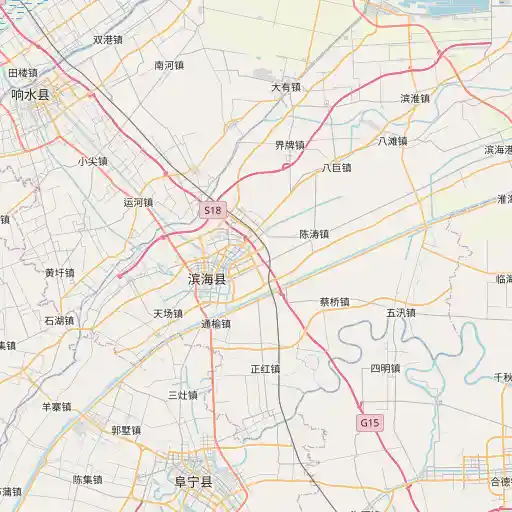 双港镇
南河镇
田楼镇
大有镇
响水县
滨淮镇
八滩镇
界牌镇
滨海港
小尖镇
八巨镇
运河镇
S18
陈涛镇
黄圩镇
滨海县
临海
蔡桥镇
天场镇
五汛镇
石湖镇
通榆镇
正红镇
四明镇
千秋
三灶镇
羊寨镇
G15
郭墅镇
陈集镇
阜宁县
合德